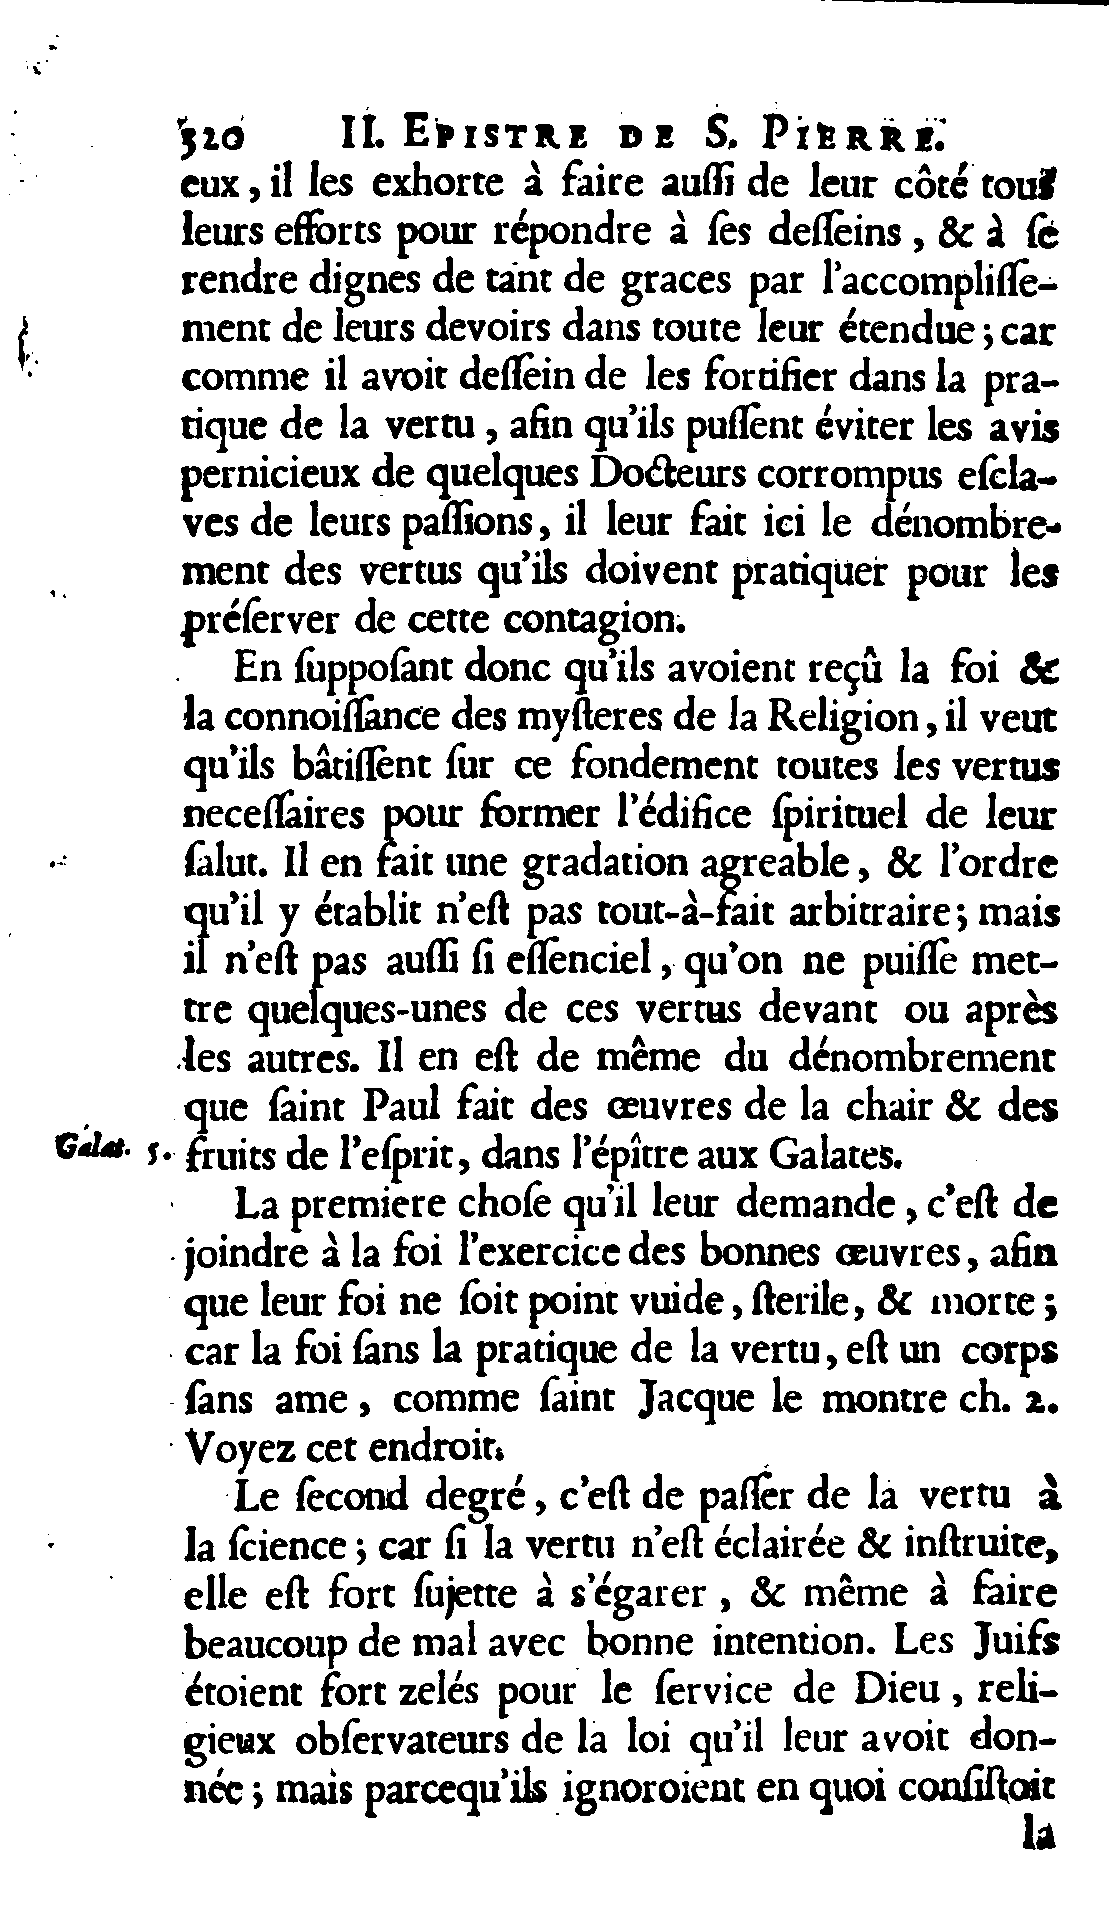 320 II. EPISTRE DE S. PIERRE.
eux, il les exhorte à faire auſſi de leur côté tous
leurs efforts pour répondre à ſes deſſeins, & à ſe
rendre dignes de tant de graces par l'accompliſſe-
ment de leurs devoirs dans toute leur étendue; car
comme il avoit deſſein de les fortifier dans la pra-
tique de la vertu, afin qu'ils puſſent éviter les avis
pernicieux de quelques Docteurs corrompus eſcla-
ves de leurs paſſions, il leur fait ici le dénombre-
ment des vertus qu'ils doivent pratiquer pour les
préſerver de cette contagion.
En ſuppoſant donc qu'ils avoient reçû la foi &
la connoiſſance des myſteres de la Religion, il veut
qu'ils bâtiſſent ſur ce fondement toutes les vertus
neceſſaires pour former l'édifice ſpirituel de leur
ſalut. Il en fait une gradation agreable, & l'ordre
qu'il y établit n'eſt pas tout-à-fait arbitraire; mais
il n'eſt pas auſſi ſi eſſenciel, qu'on ne puiſſe met-
tre quelques-unes de ces vertus devant ou après
les autres. Il en eſt de même du dénombrement
que ſaint Paul fait des œuvres de la chair & des
Galat. 5. fruits de l'eſprit, dans l'épître aux Galates.
La premiere choſe qu'il leur demande, c'eſt de
joindre à la foi l'exercice des bonnes œuvres, afin
que leur foi ne ſoit point vuide, ſterile, & morte;
car la foi ſans la pratique de la vertu, eſt un corps
ſans ame, comme ſaint Jacque le montre ch. 2.
Voyez cet endroit.
Le ſecond degré, c'eſt de paſſer de la vertu à
la ſcience; car ſi la vertu n'eſt éclairée & inſtruite,
elle eſt fort ſujette à s'égarer, & même à faire
beaucoup de mal avec bonne intention. Les Juifs
étoient fort zelés pour le ſervice de Dieu, reli-
gieux obſervateurs de la loi qu'il leur avoit don-
née; mais parcequ'ils ignoroient en quoi conſiſtoit
la